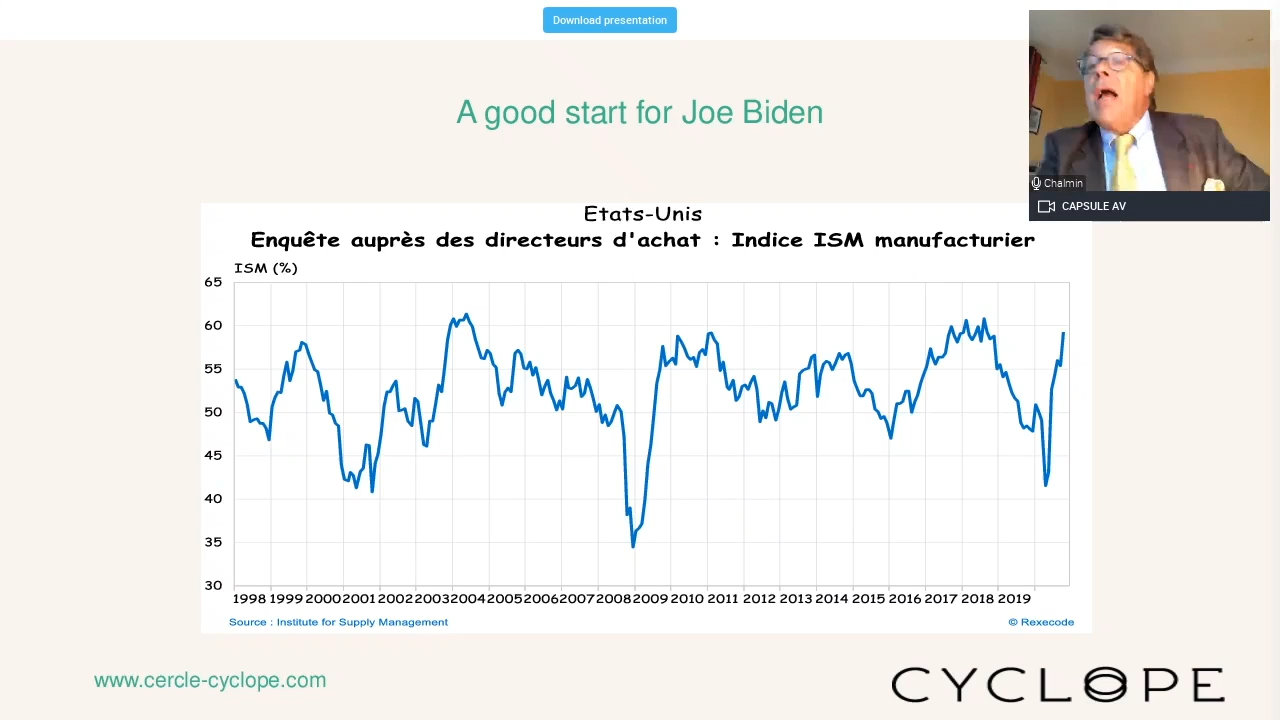 Download presentation
A good start for Joe Biden
Chalmin
CAPSULE AV
Etats-Unis
Enquête auprès des directeurs d'achat : Indice ISM manufacturier
ISM (%)
65
60
55
50
45
40
35
30
1998 1999 2000 2001 2002 2003 2004 2005 2006 2007 2008 2009 2010 2011 2012 2013 2014 2015 2016 2017 2018 2019
Source : Institute for Supply Management
© Rexecode
www.cercle-cyclope.com
CYCLOPE